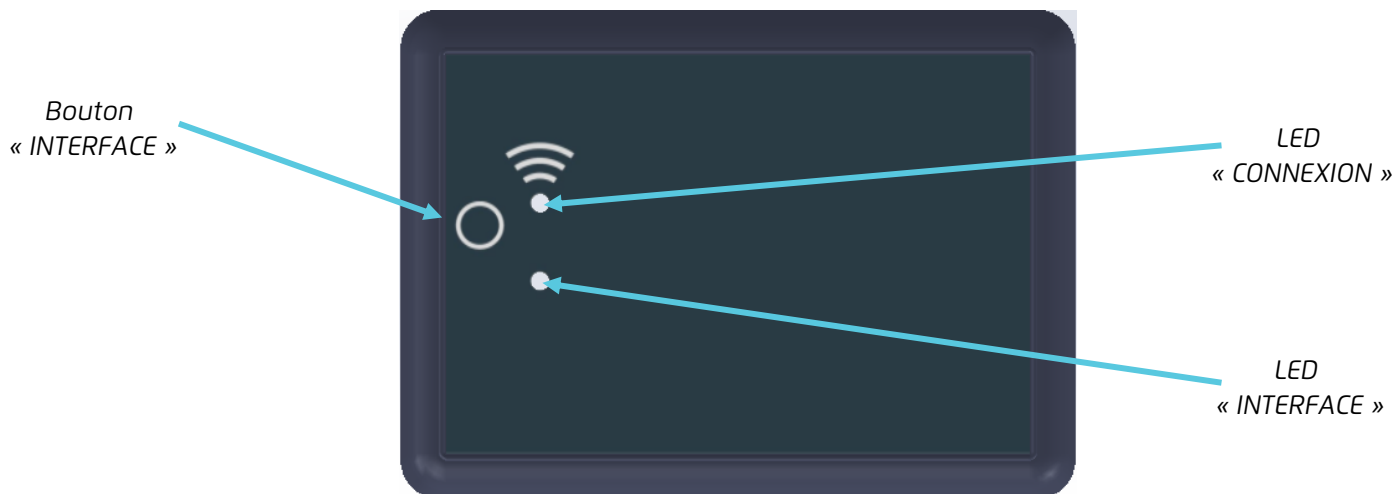 Bouton
« INTERFACE »
LED
« CONNEXION »
LED
« INTERFACE »